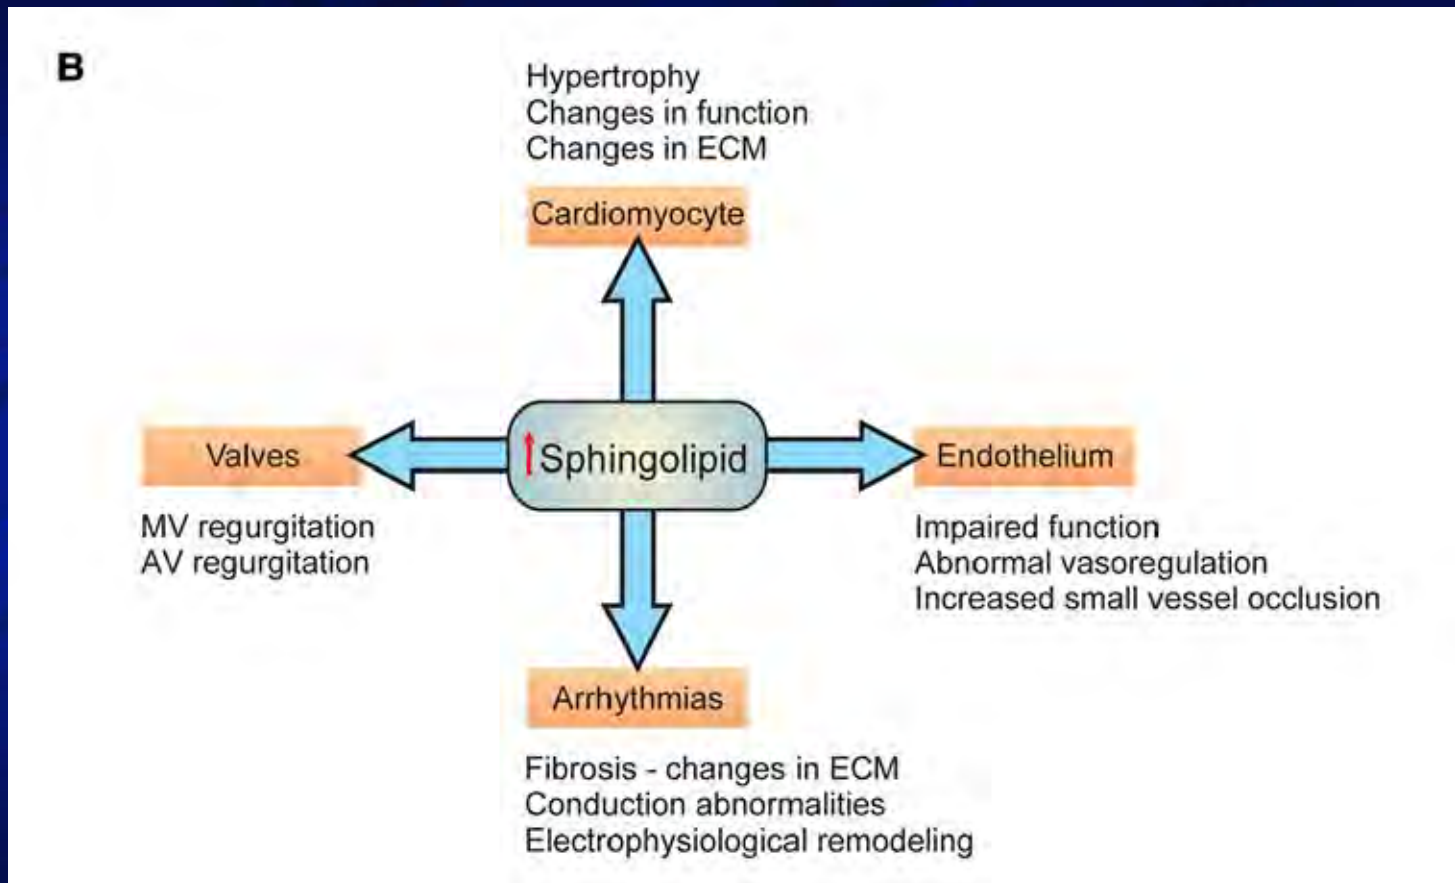 B
Hypertrophy
Changes in function
Changes in ECM
Cardiomyocyte
Valves
MV regurgitation
AV regurgitation
↑Sphingolipid
Endothelium
Impaired function
Abnormal vasoregulation
Increased small vessel occlusion
Arrhythmias
Fibrosis - changes in ECM
Conduction abnormalities
Electrophysiological remodeling